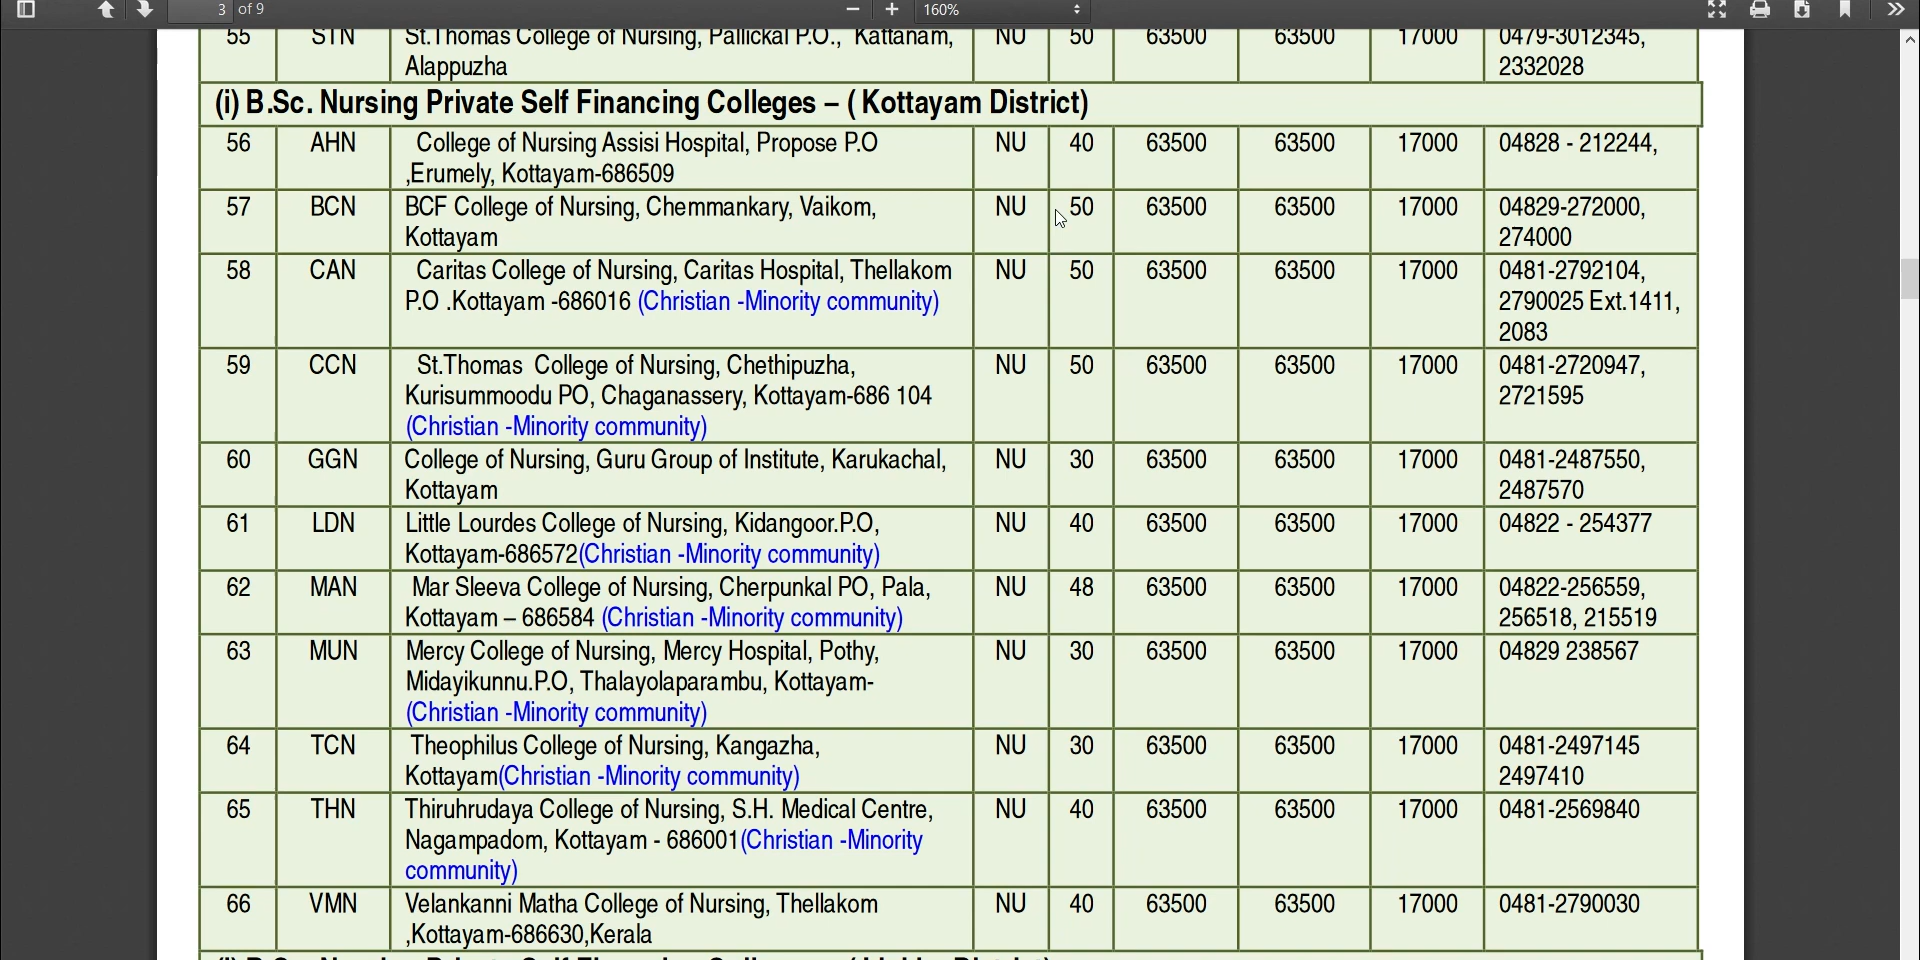 3 of 9 160%
55 STN St.Thomas College of Nursing, Pallickal P.O., Kattanam, NU 50 63500 63500 17000 0479-3012345,
Alappuzha 2332028
(i) B.Sc. Nursing Private Self Financing Colleges – ( Kottayam District)
56 AHN College of Nursing Assisi Hospital, Propose P.O NU 40 63500 63500 17000 04828 - 212244,
,Erumely, Kottayam-686509
57 BCN BCF College of Nursing, Chemmankary, Vaikom, NU 50 63500 63500 17000 04829-272000,
Kottayam 274000
58 CAN Caritas College of Nursing, Caritas Hospital, Thellakom NU 50 63500 63500 17000 0481-2792104,
P.O .Kottayam -686016 (Christian -Minority community) 2790025 Ext.1411,
2083
59 CCN St.Thomas College of Nursing, Chethipuzha, NU 50 63500 63500 17000 0481-2720947,
Kurisummoodu PO, Chaganassery, Kottayam-686 104 2721595
(Christian -Minority community)
60 GGN College of Nursing, Guru Group of Institute, Karukachal, NU 30 63500 63500 17000 0481-2487550,
Kottayam 2487570
61 LDN Little Lourdes College of Nursing, Kidangoor.P.O, NU 40 63500 63500 17000 04822 - 254377
Kottayam-686572(Christian -Minority community)
62 MAN Mar Sleeva College of Nursing, Cherpunkal PO, Pala, NU 48 63500 63500 17000 04822-256559,
Kottayam – 686584 (Christian -Minority community) 256518, 215519
63 MUN Mercy College of Nursing, Mercy Hospital, Pothy, NU 30 63500 63500 17000 04829 238567
Midayikunnu.P.O, Thalayolaparambu, Kottayam-
(Christian -Minority community)
64 TCN Theophilus College of Nursing, Kangazha, NU 30 63500 63500 17000 0481-2497145
Kottayam(Christian -Minority community) 2497410
65 THN Thiruhrudaya College of Nursing, S.H. Medical Centre, NU 40 63500 63500 17000 0481-2569840
Nagampadom, Kottayam - 686001(Christian -Minority
community)
66 VMN Velankanni Matha College of Nursing, Thellakom NU 40 63500 63500 17000 0481-2790030
,Kottayam-686630,Kerala